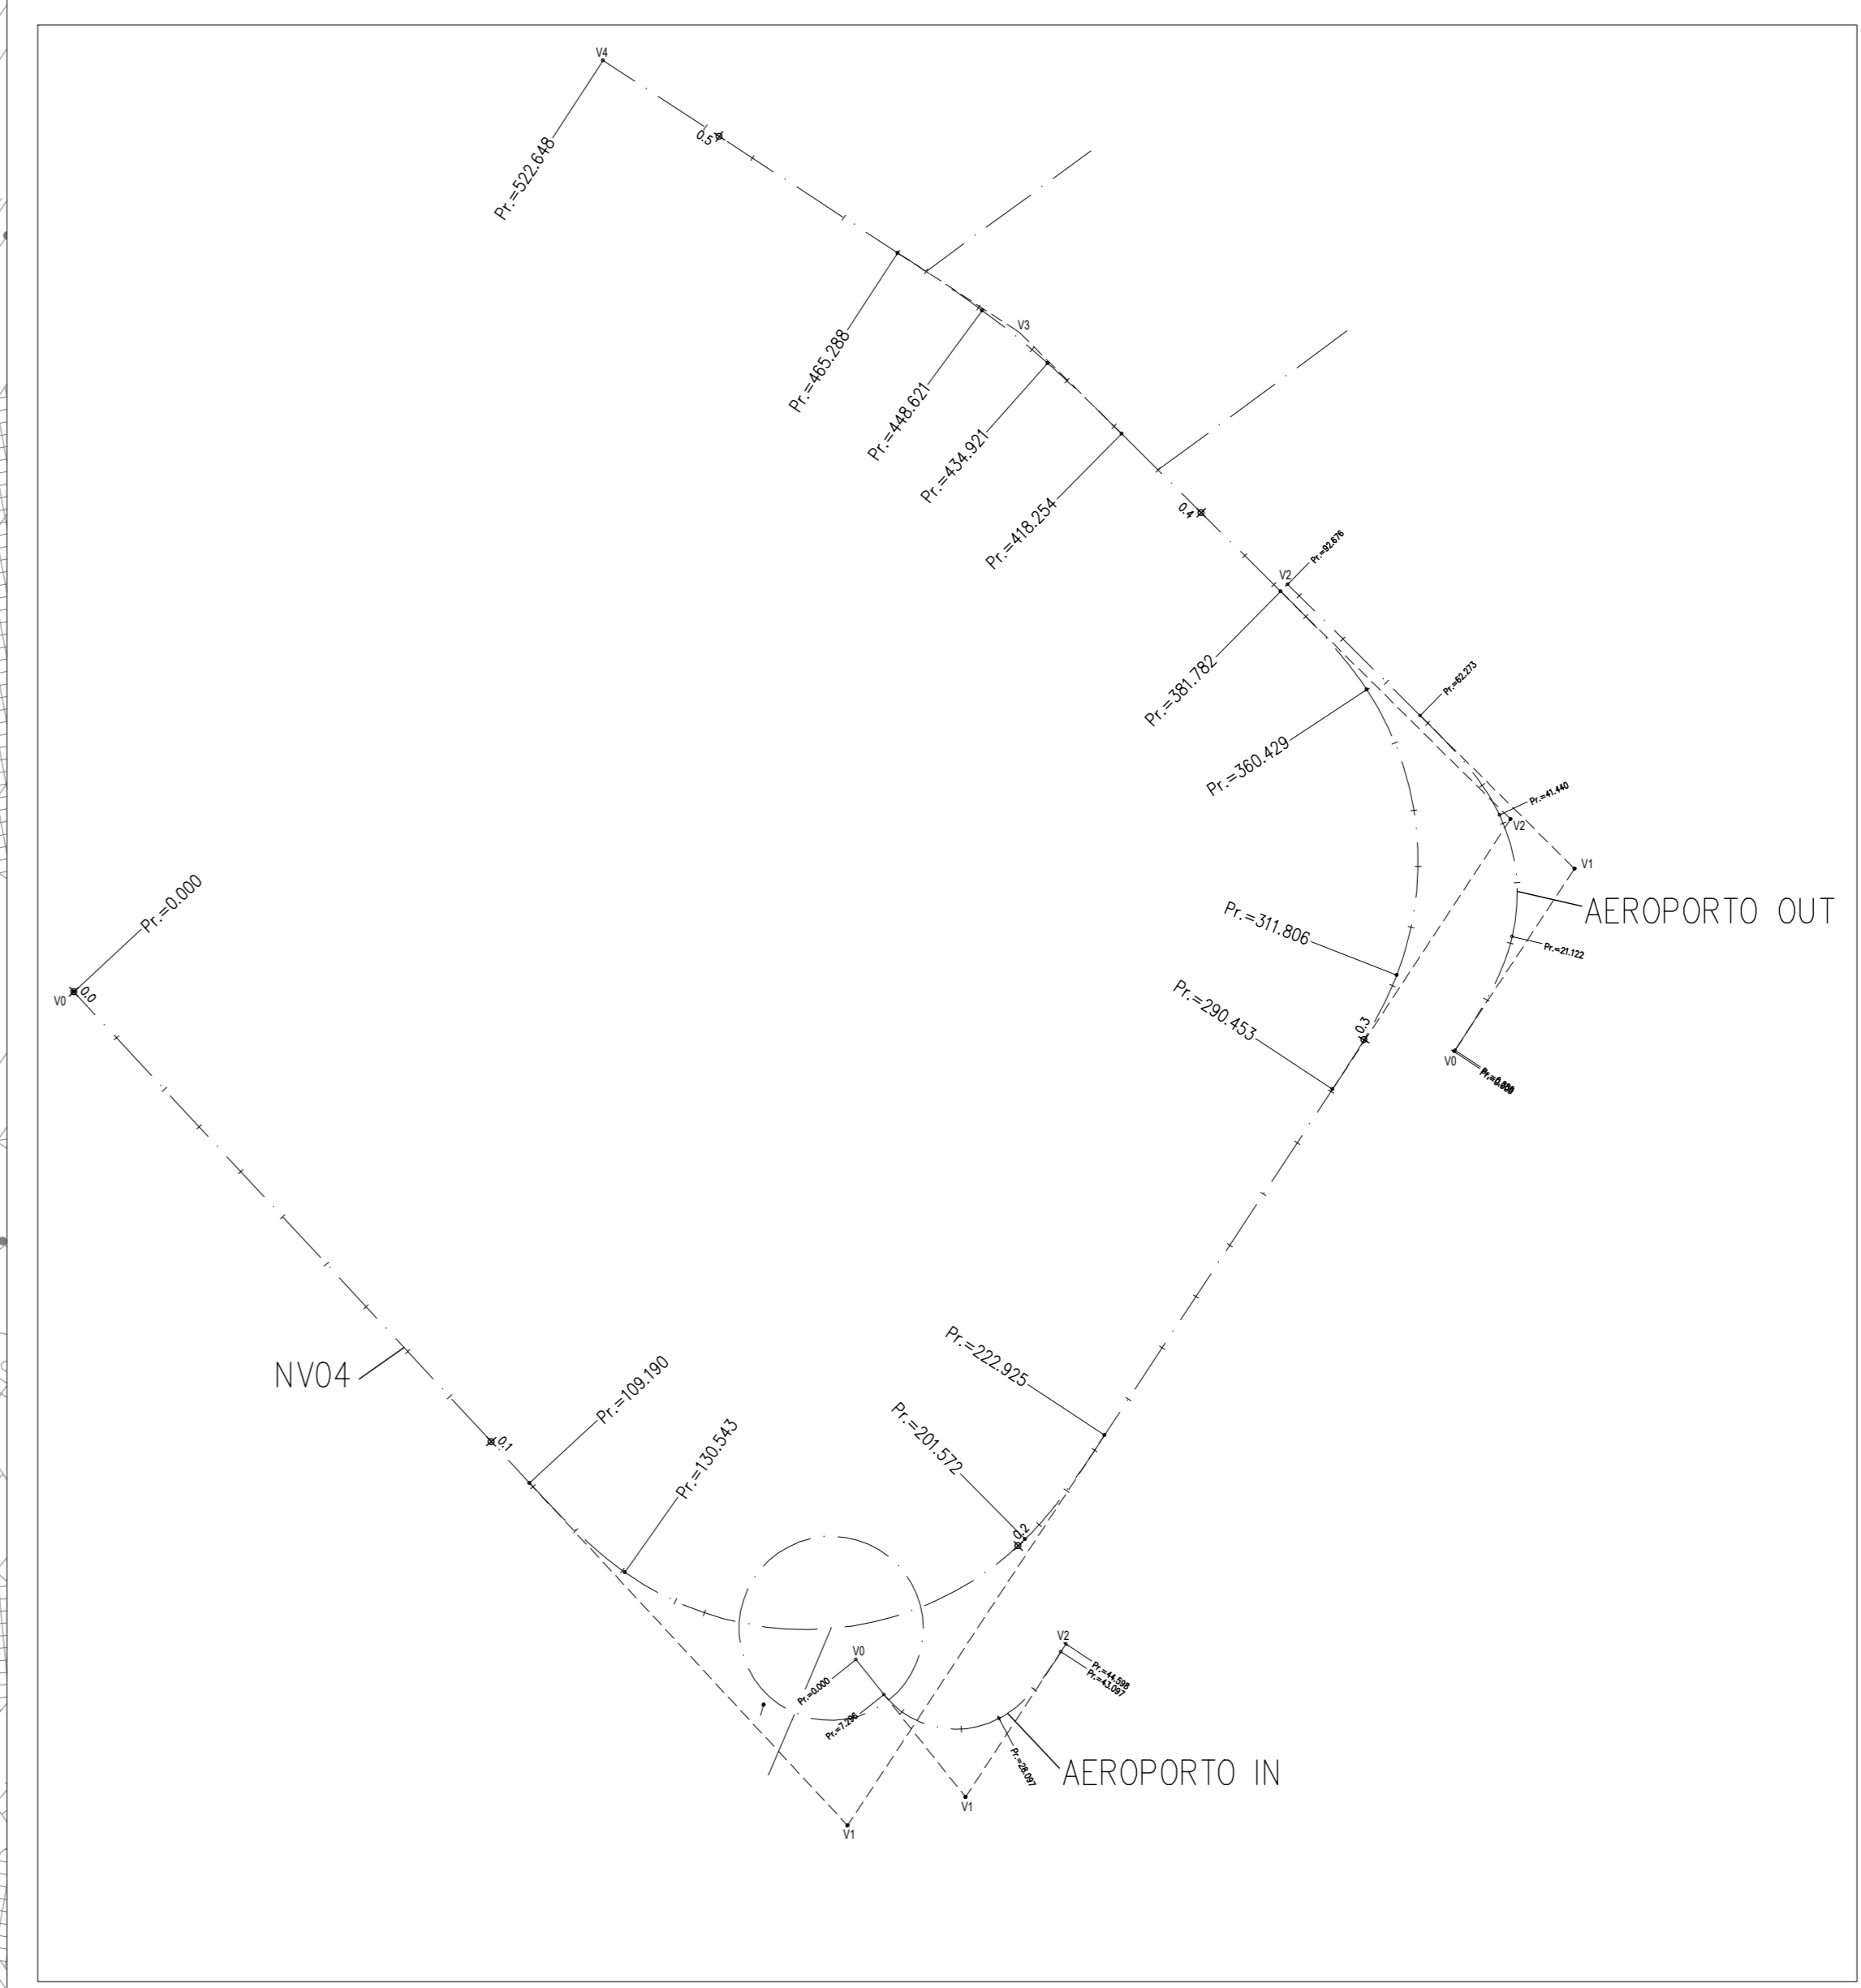 V4
0.5
Pr.=522.648
V3
Pr.=465.288
Pr.=448.621
Pr.=434.921
Pr.=418.254
0.4
Pr.=92.676
V2
Pr.=381.782
Pr.=62.273
Pr.=360.429
Pr.=41.440
V2
V1
AEROPORTO OUT
Pr.=0.000
Pr.=311.806
Pr.=21.122
V0
0.0
Pr.=290.453
0.3
V0
NV04
Pr.=222.925
Pr.=109.190
Pr.=201.572
Pr.=130.543
0.1
0.2
V2
V0
Pr.=44.598
Pr.=43.097
Pr.=0.000
Pr.=7.296
Pr.=28.097
AEROPORTO IN
V1
V1